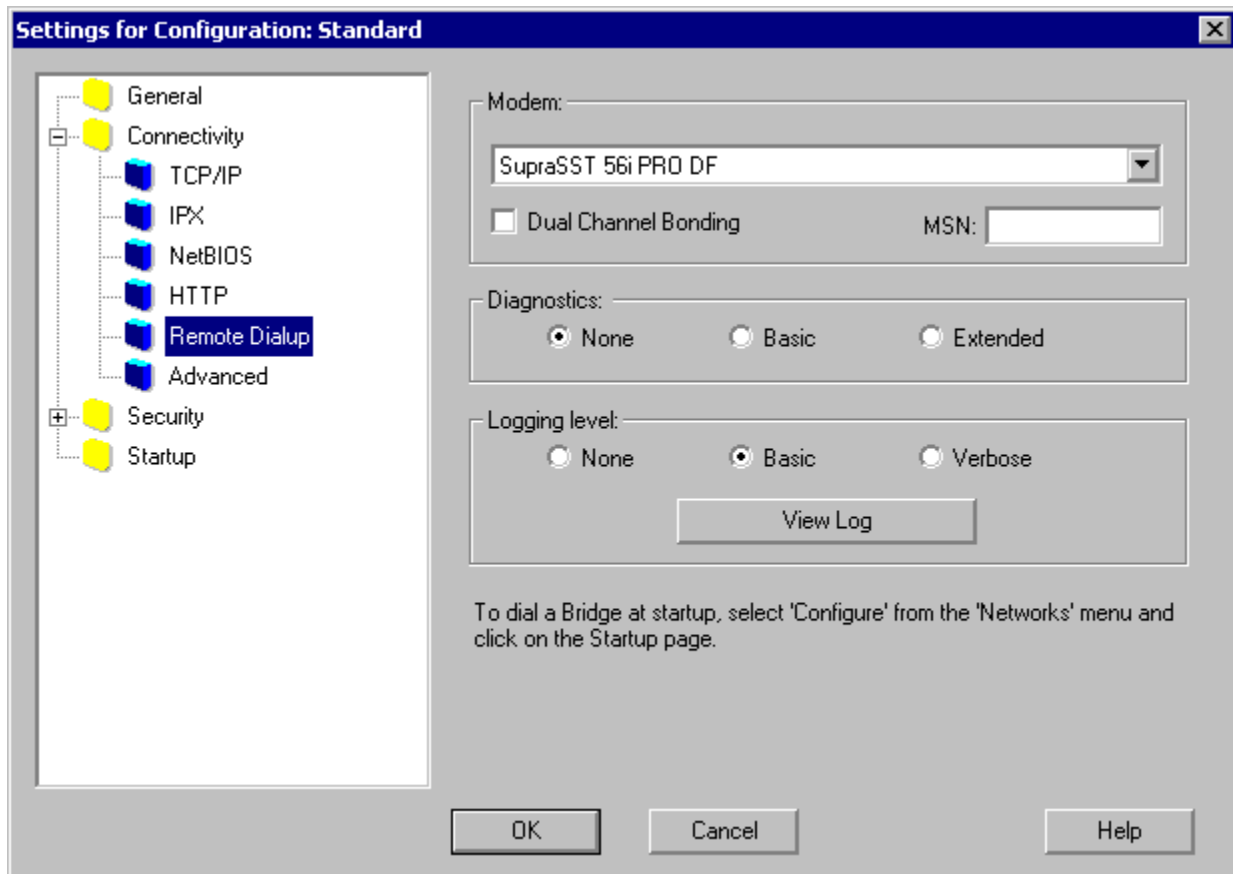 Settings for Configuration: Standard
General
Connectivity
TCP/IP
IPX
NetBIOS
HTTP
Remote Dialup
Advanced
Security
Startup
Modem:
SupraSST 56i PRO DF
Dual Channel Bonding
MSN:
Diagnostics:
None Basic Extended
Logging level:
None Basic Verbose
View Log
To dial a Bridge at startup, select 'Configure' from the 'Networks' menu and
click on the Startup page.
OK Cancel Help